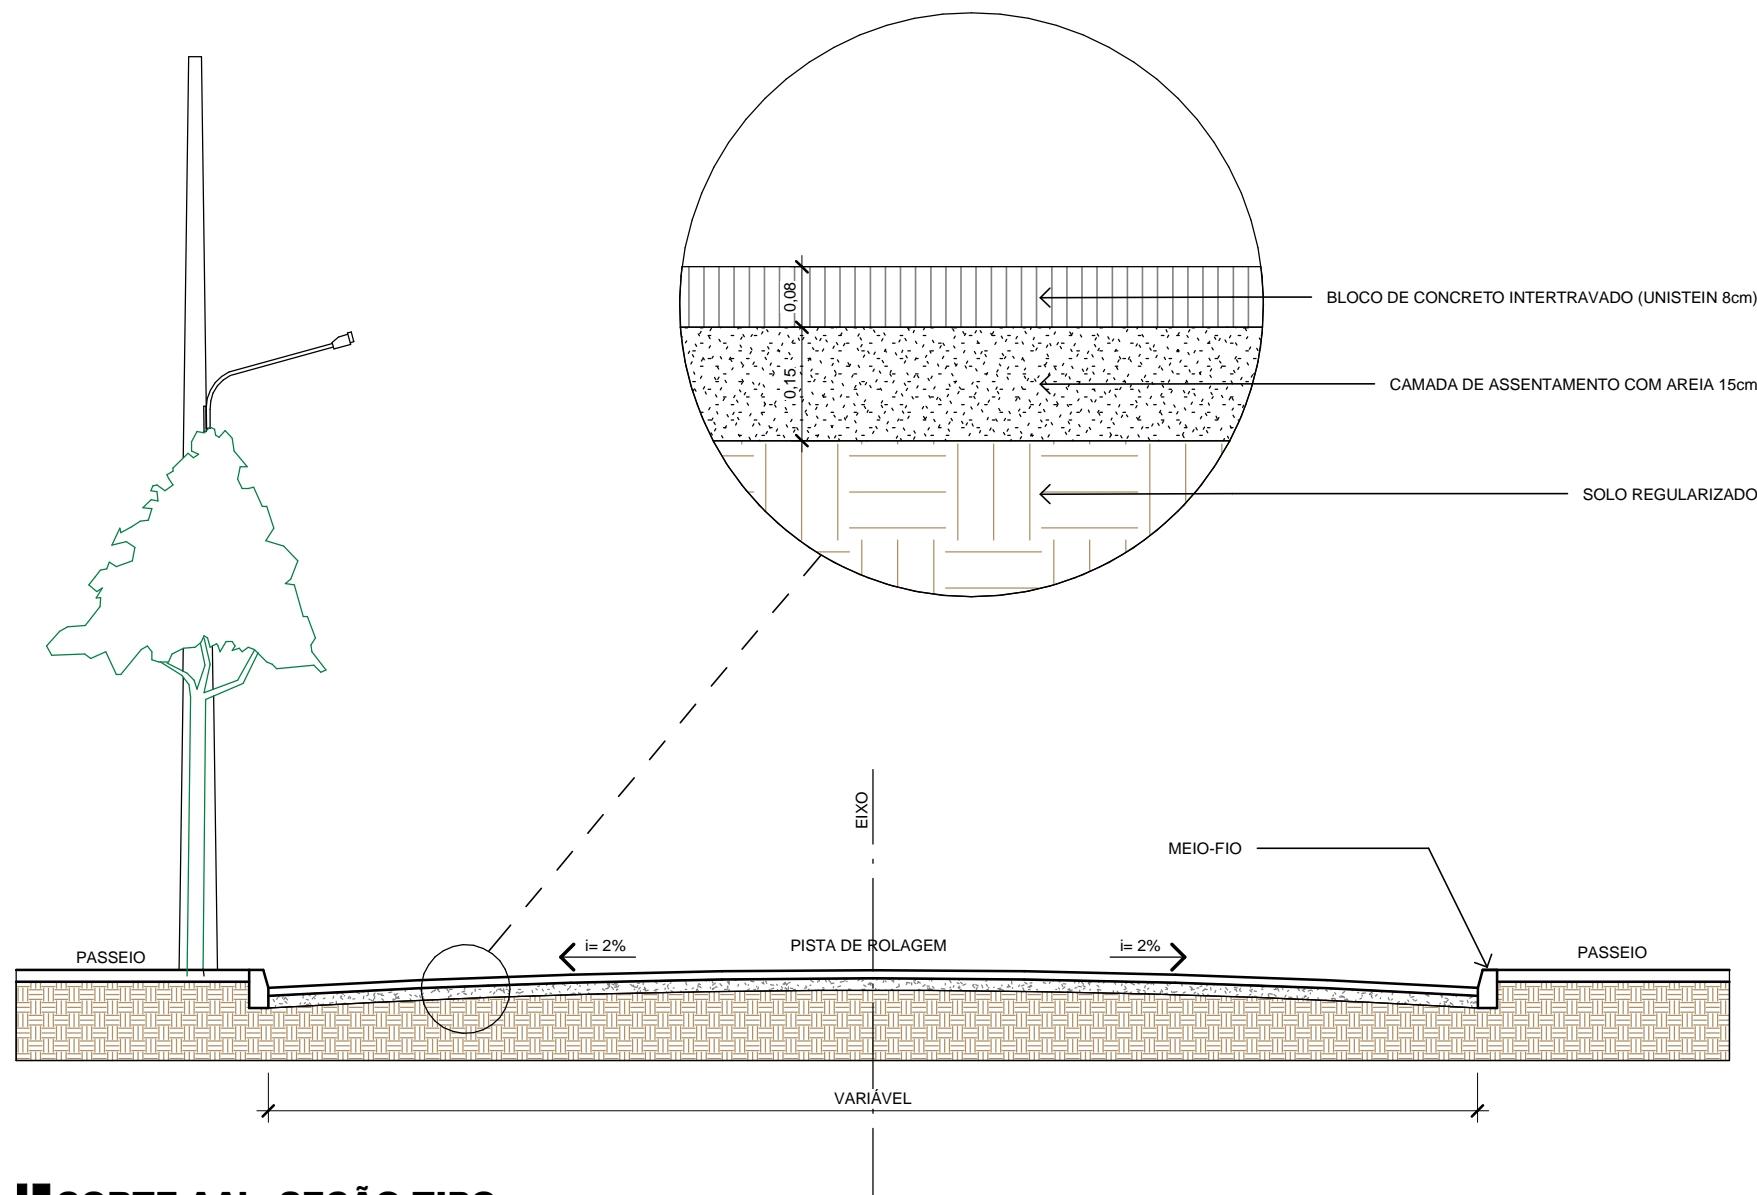 0,08
BLOCO DE CONCRETO INTERTRAVADO (UNISTEIN 8cm)
0,15
CAMADA DE ASSENTAMENTO COM AREIA 15cm
SOLO REGULARIZADO
EIXO
MEIO-FIO
PASSEIO
i= 2%
PISTA DE ROLAGEM
i= 2%
PASSEIO
VARIÁVEL